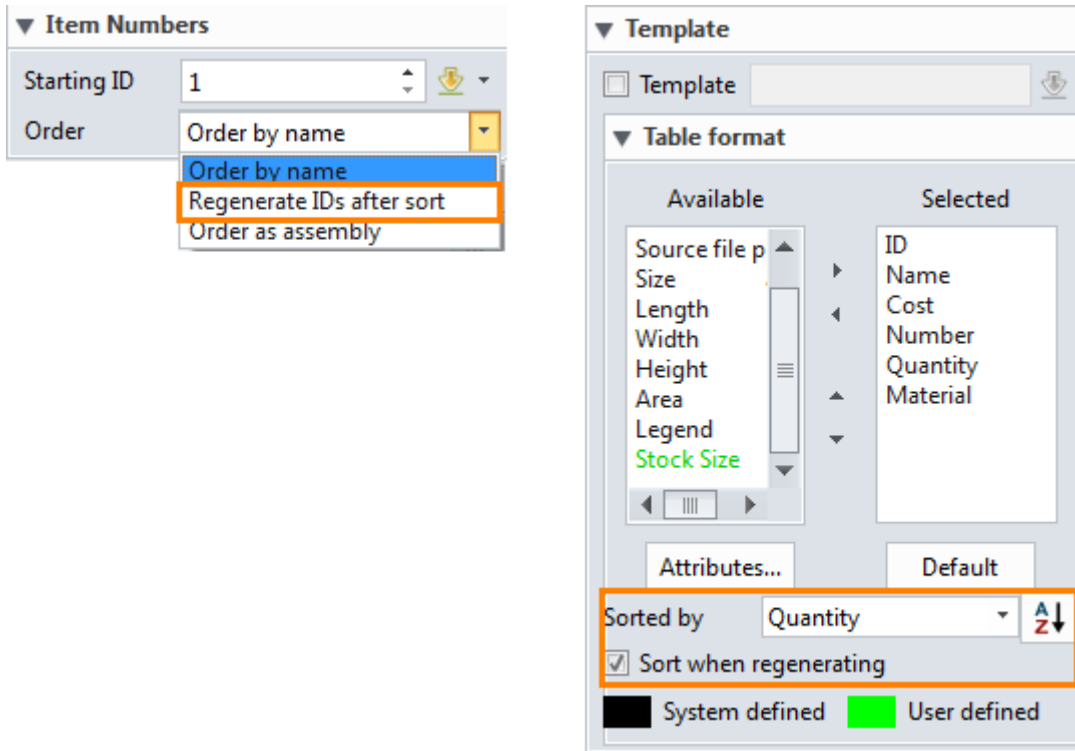 Item Numbers
Starting ID 1
Order Order by name
Order by name
Regenerate IDs after sort
Order as assembly
Template
Template
Table format
Available Selected
Source file p
Size
Length
Width
Height
Area
Legend
Stock Size
ID
Name
Cost
Number
Quantity
Material
Attributes... Default
Sorted by Quantity A Z
Sort when regenerating
System defined User defined